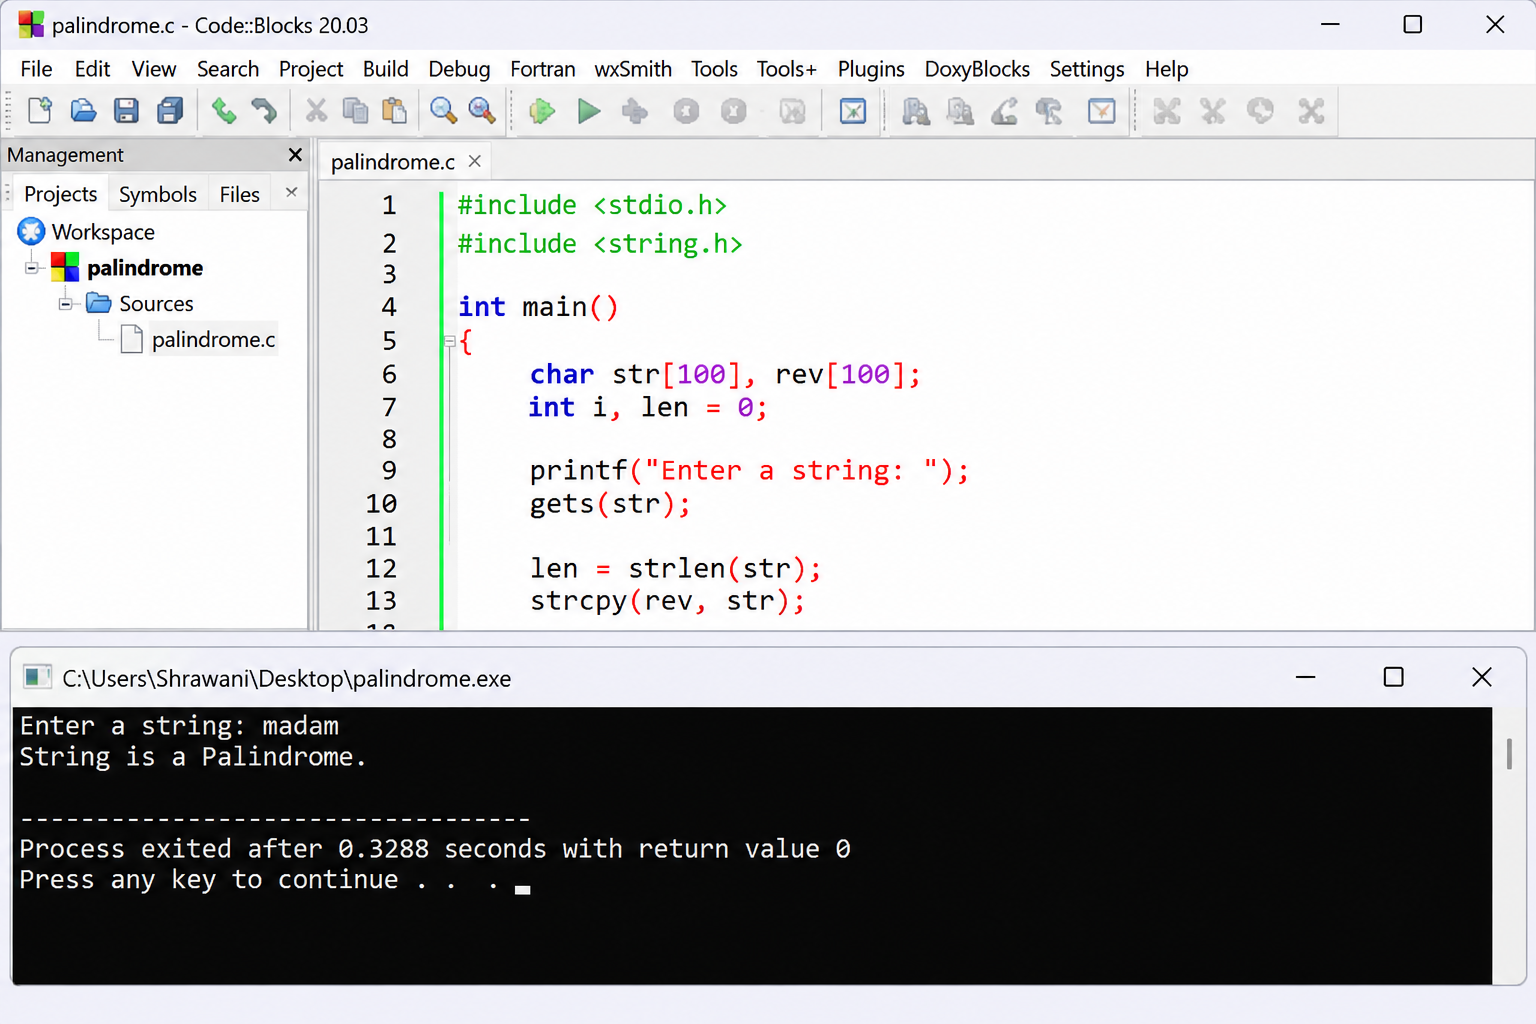 palindrome.c - Code::Blocks 20.03
File Edit View Search Project Build Debug Fortran wxSmith Tools Tools+ Plugins DoxyBlocks Settings Help
Management
palindrome.c
Projects Symbols Files
Workspace
palindrome
Sources
palindrome.c
1 #include <stdio.h>
2 #include <string.h>
3
4 int main()
5 {
6 char str[100], rev[100];
7 int i, len = 0;
8
9 printf("Enter a string: ");
10 gets(str);
11
12 len = strlen(str);
13 strcpy(rev, str);
C:\Users\Shrawani\Desktop\palindrome.exe
Enter a string: madam
String is a Palindrome.
----------------------------------
Process exited after 0.3288 seconds with return value 0
Press any key to continue . . .